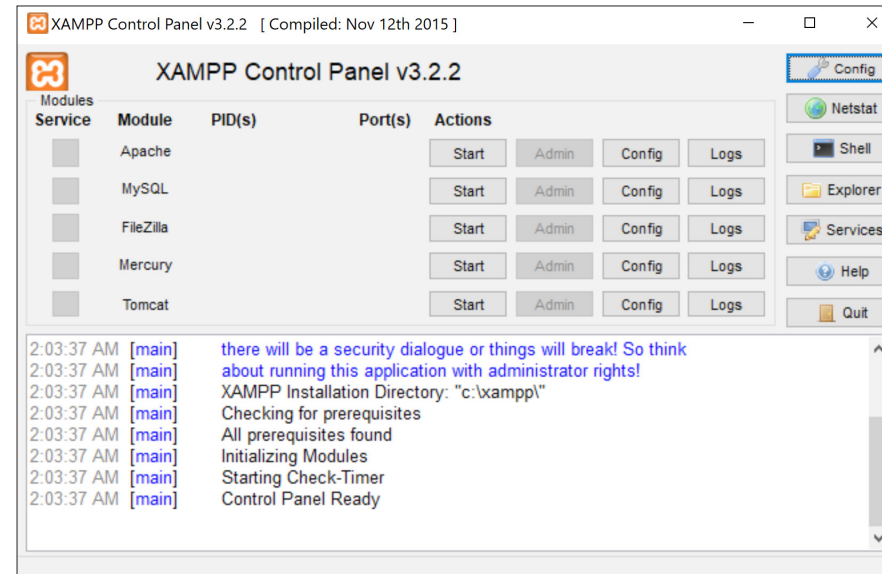 XAMPP Control Panel v3.2.2 [ Compiled: Nov 12th 2015 ]
XAMPP Control Panel v3.2.2
Config
Modules
Service Module PID(s) Port(s) Actions
Netstat
Apache Start Admin Config Logs
Shell
MySQL Start Admin Config Logs
Explorer
FileZilla Start Admin Config Logs
Services
Mercury Start Admin Config Logs
Help
Tomcat Start Admin Config Logs
Quit
2:03:37 AM [main] there will be a security dialogue or things will break! So think
2:03:37 AM [main] about running this application with administrator rights!
2:03:37 AM [main] XAMPP Installation Directory: "c:\xampp\"
2:03:37 AM [main] Checking for prerequisites
2:03:37 AM [main] All prerequisites found
2:03:37 AM [main] Initializing Modules
2:03:37 AM [main] Starting Check-Timer
2:03:37 AM [main] Control Panel Ready